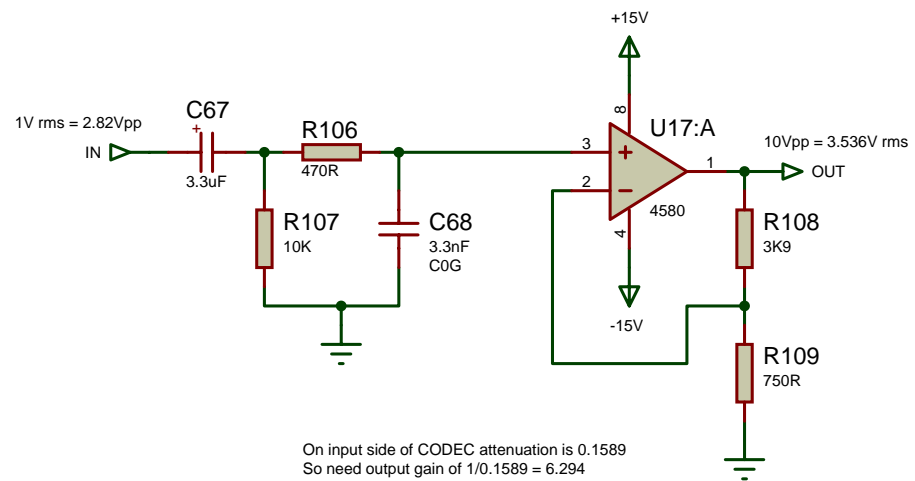 +15V
C67
1V rms = 2.82Vpp
+
IN
3.3uF
R106
470R
8
U17:A
3
+
1
10Vpp = 3.536V rms
OUT
2
−
4580
4
R107
10K
C68
3.3nF
C0G
R108
3K9
-15V
R109
750R
On input side of CODEC attenuation is 0.1589
So need output gain of 1/0.1589 = 6.294